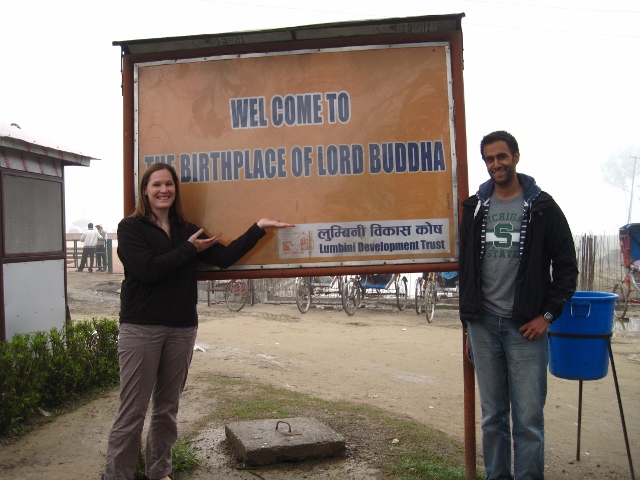 WEL COME TO
THE BIRTHPLACE OF LORD BUDDHA
लुम्बिनी विकास कोष
Lumbini Development Trust
MICHIGAN
S
STATE